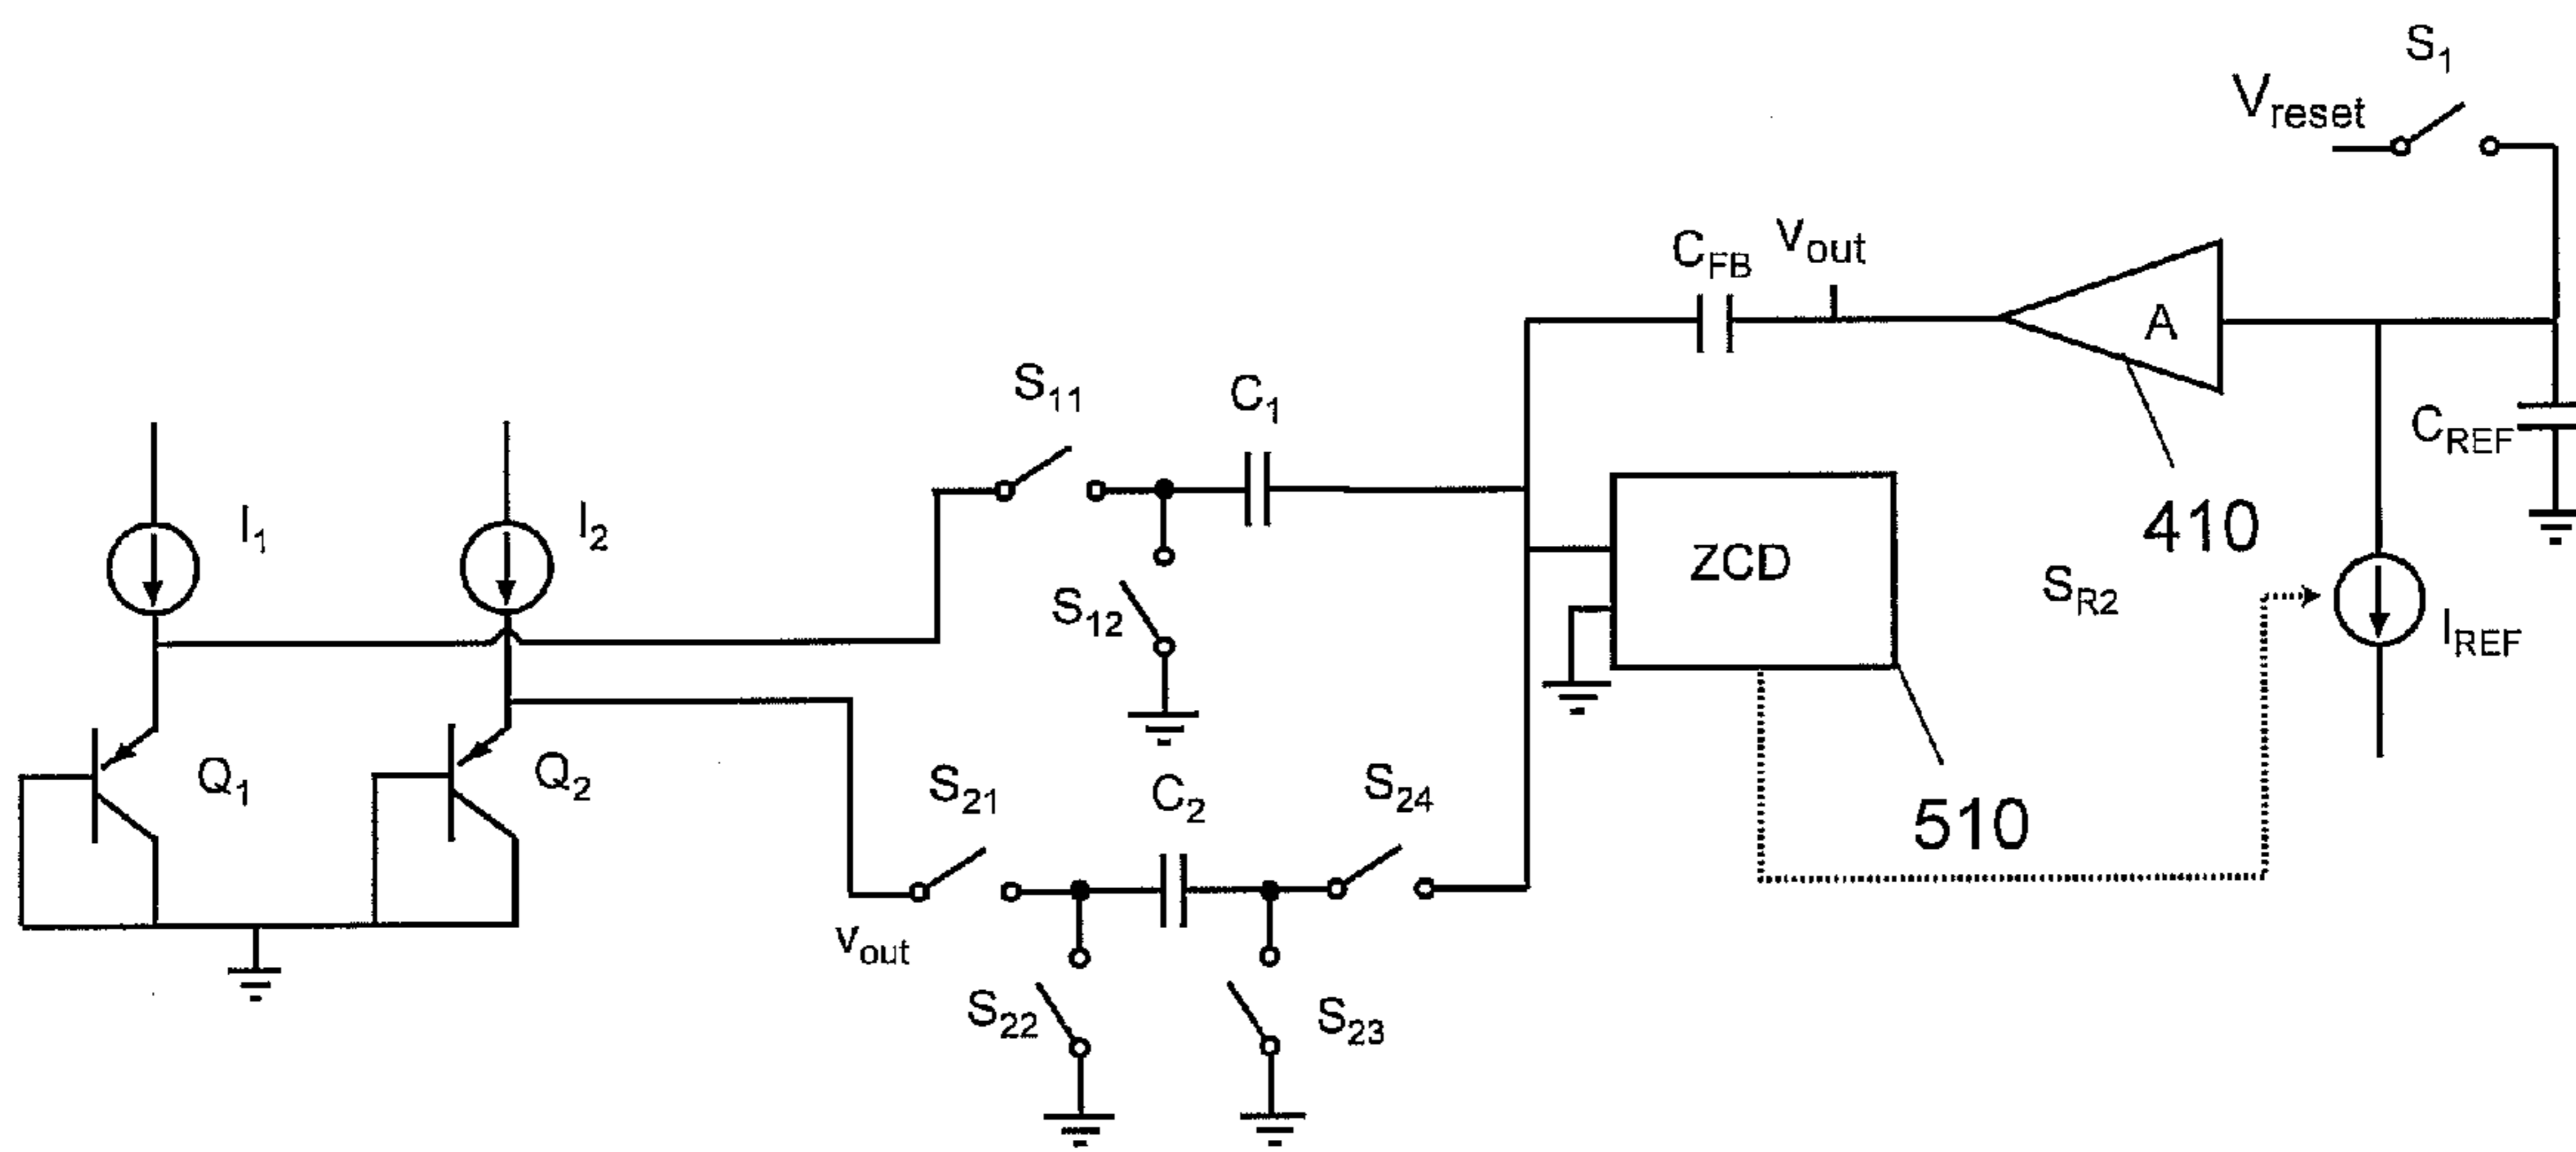 S1
Vreset
CFB
Vout
A
S11
C1
CREF
I1
I2
410
ZCD
SR2
S12
IREF
Q1
Q2
S21
C2
S24
510
Vout
S22
S23